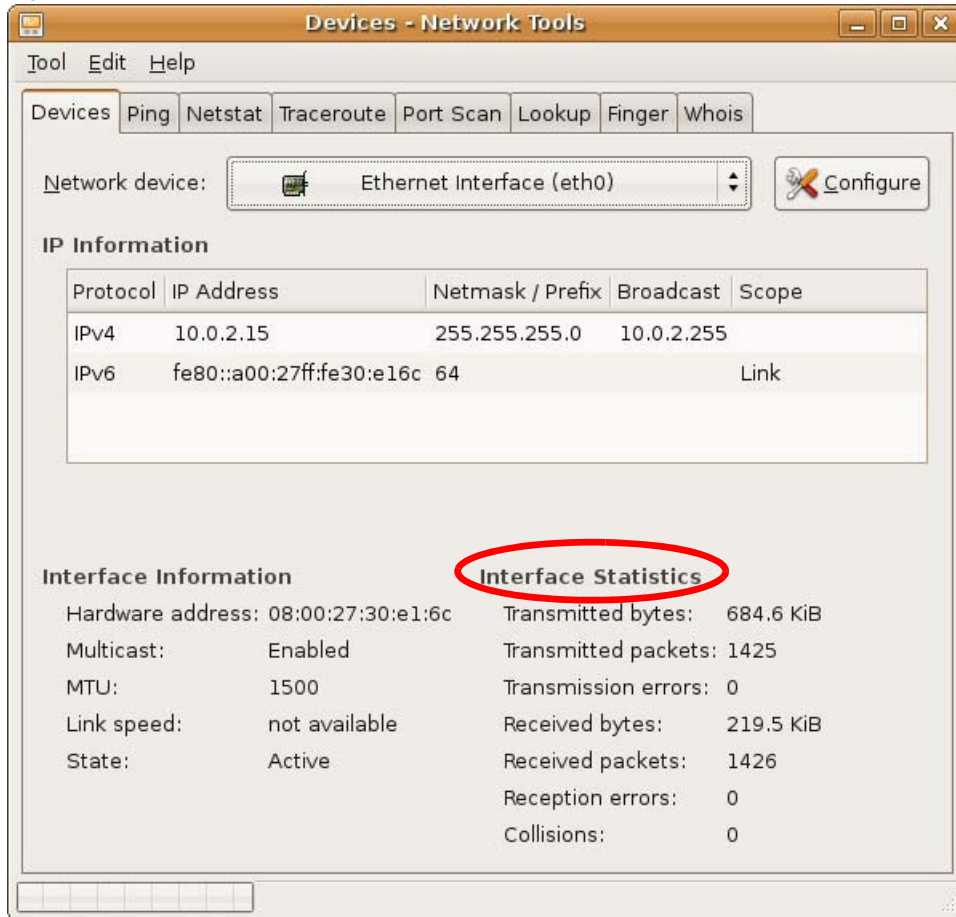 Devices - Network Tools
Tool Edit Help
Devices Ping Netstat Traceroute Port Scan Lookup Finger Whois
Network device: Ethernet Interface (eth0) Configure
IP Information
Protocol IP Address Netmask / Prefix Broadcast Scope
IPv4 10.0.2.15 255.255.255.0 10.0.2.255
IPv6 fe80::a00:27ff:fe30:e16c 64 Link
Interface Information
Hardware address: 08:00:27:30:e1:6c
Multicast: Enabled
MTU: 1500
Link speed: not available
State: Active
Interface Statistics
Transmitted bytes: 684.6 KiB
Transmitted packets: 1425
Transmission errors: 0
Received bytes: 219.5 KiB
Received packets: 1426
Reception errors: 0
Collisions: 0